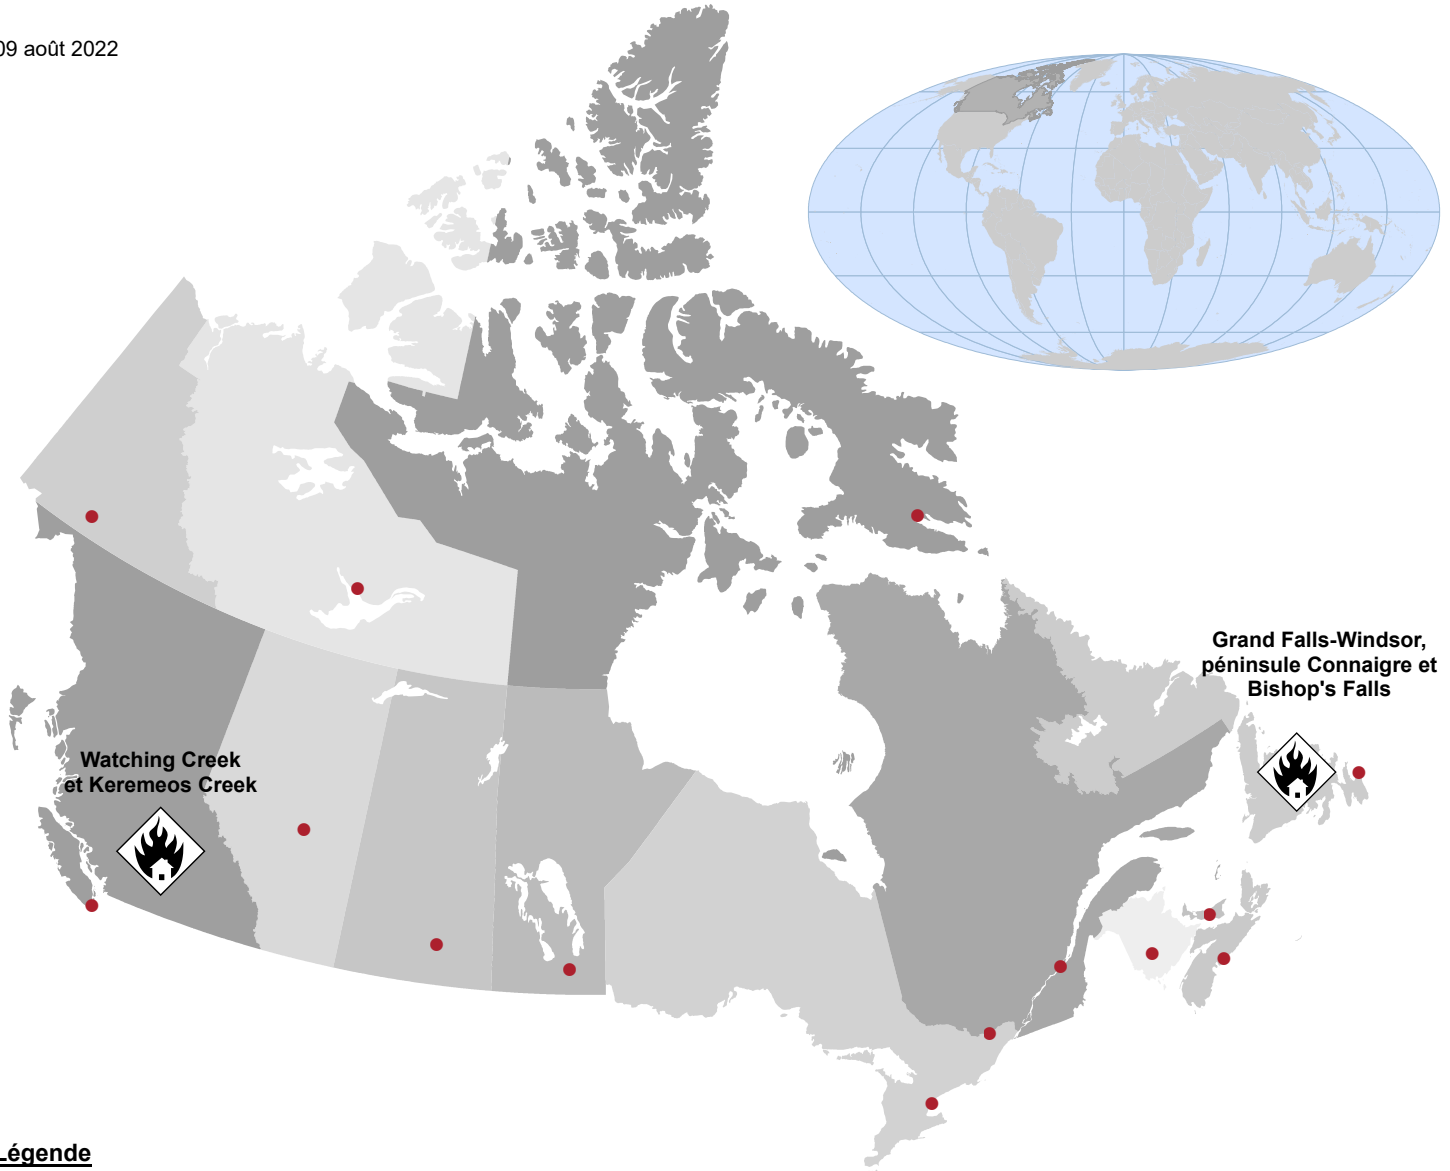 09 août 2022
Grand Falls-Windsor,
péninsule Connaigre et
Bishop's Falls
Watching Creek
et Keremeos Creek
Légende